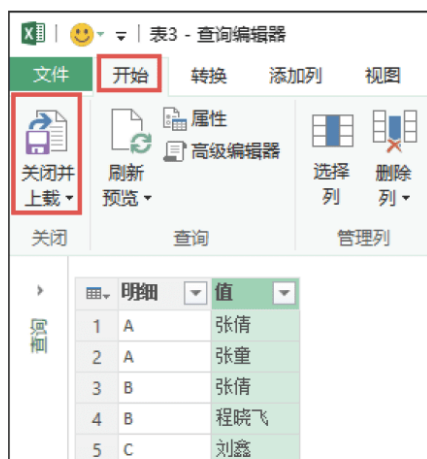 表3 - 查询编辑器
文件 开始 转换 添加列 视图
关闭并上载
刷新预览
属性
高级编辑器
选择列
删除列
关闭 查询 管理列
查询
明细 值
1 A 张倩
2 A 张童
3 B 张倩
4 B 程晓飞
5 C 刘鑫